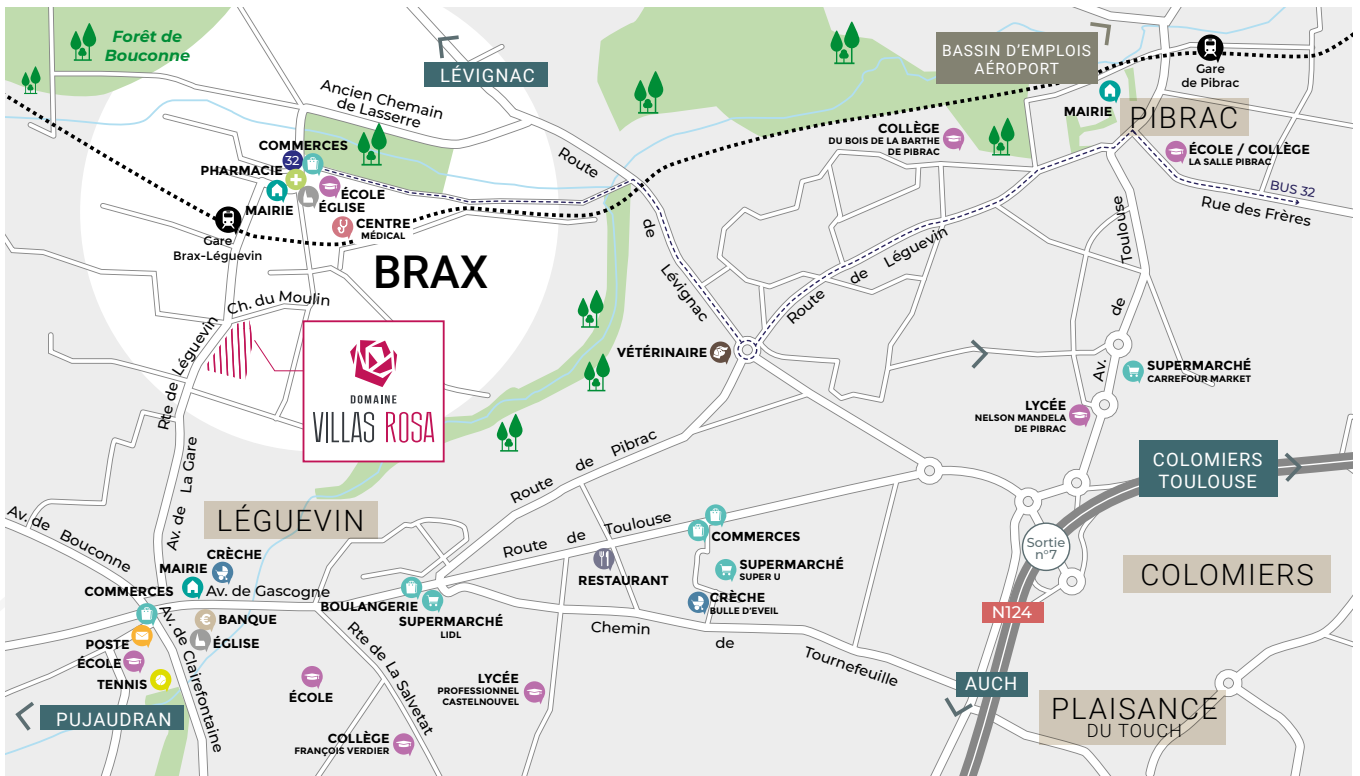 Forêt de
Bouconne
LÉVIGNAC
BASSIN D'EMPLOIS
AÉROPORT
Gare
de Pibrac
MAIRIE
PIBRAC
Ancien Chemain
de Lasserre
COLLÈGE
DU BOIS DE LA BARTHE
DE PIBRAC
ÉCOLE / COLLÈGE
LA SALLE PIBRAC
BUS 32
Rue des Frères
COMMERCES
32
PHARMACIE
MAIRIE
ÉCOLE
ÉGLISE
CENTRE
MÉDICAL
Gare
Brax-Léguevin
BRAX
Route de Lévignac
Route de Léguevin
Av. de Toulouse
Ch. du Moulin
Rte de Léguevin
DOMAINE
VILLAS ROSA
VÉTÉRINAIRE
SUPERMARCHÉ
CARREFOUR MARKET
LYCÉE
NELSON MANDELA
DE PIBRAC
COLOMIERS
TOULOUSE
Av. de La Gare
Route de Pibrac
LÉGUEVIN
Av. de Bouconne
Route de Toulouse
COMMERCES
Sortie
n°7
CRÈCHE
MAIRIE
SUPERMARCHÉ
SUPER U
RESTAURANT
COLOMIERS
COMMERCES
Av. de Gascogne
BOULANGERIE
SUPERMARCHÉ
LIDL
CRÈCHE
BULLE D'EVEIL
N124
BANQUE
Chemin de Tournefeuille
POSTE
ÉGLISE
Av. de Clairefontaine
Rte de La Salvetat
ÉCOLE
TENNIS
ÉCOLE
LYCÉE
PROFESSIONNEL
CASTELNOUVEL
AUCH
PUJAUDRAN
PLAISANCE
DU TOUCH
COLLÈGE
FRANÇOIS VERDIER